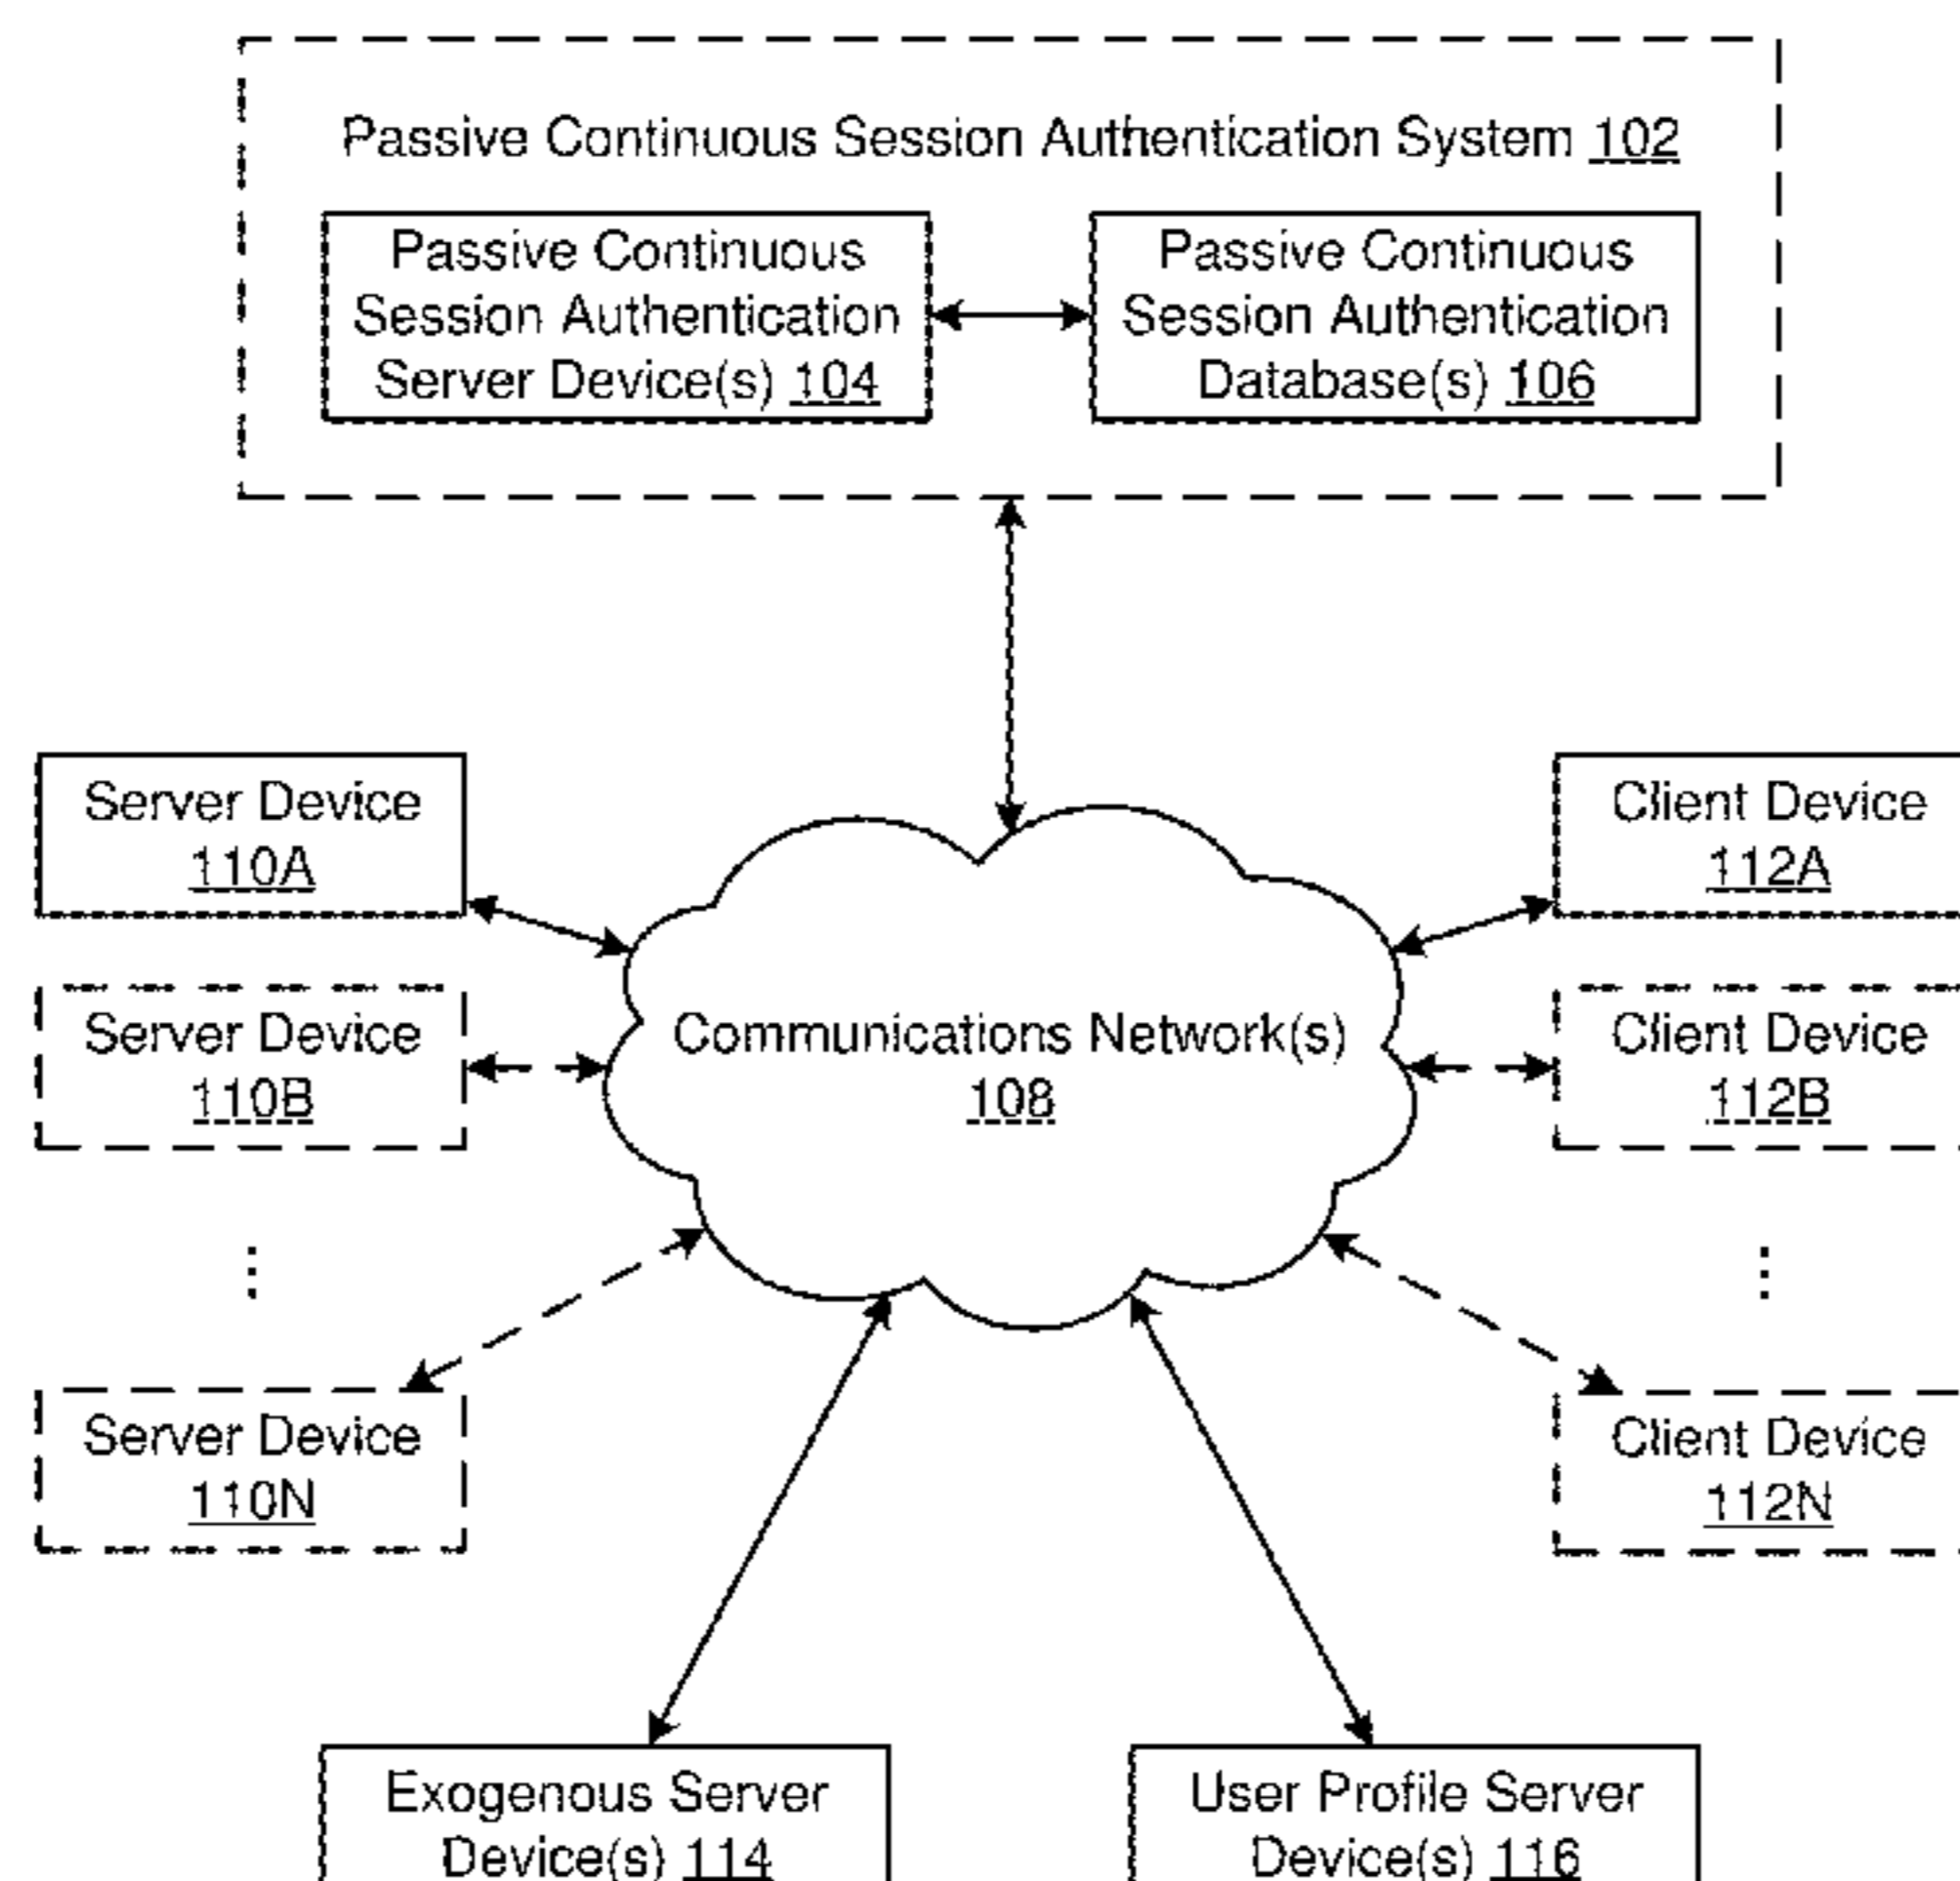 Passive Continuous Session Authentication System 102
Passive Continuous
Session Authentication
Server Device(s) 104
Passive Continuous
Session Authentication
Database(s) 106
Server Device
110A
Client Device
112A
Server Device
110B
Communications Network(s)
108
Client Device
112B
Server Device
110N
Client Device
112N
Exogenous Server
Device(s) 114
User Profile Server
Device(s) 116